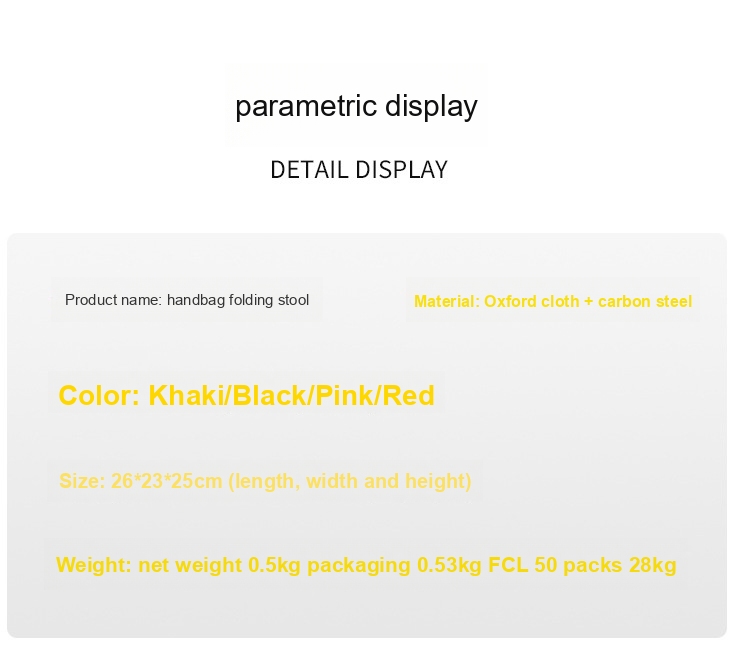 parametric display
DETAIL DISPLAY
Product name: handbag folding stool
Material: Oxford cloth + carbon steel
Color: Khaki/Black/Pink/Red
Size: 26*23*25cm (length, width and height)
Weight: net weight 0.5kg packaging 0.53kg FCL 50 packs 28kg